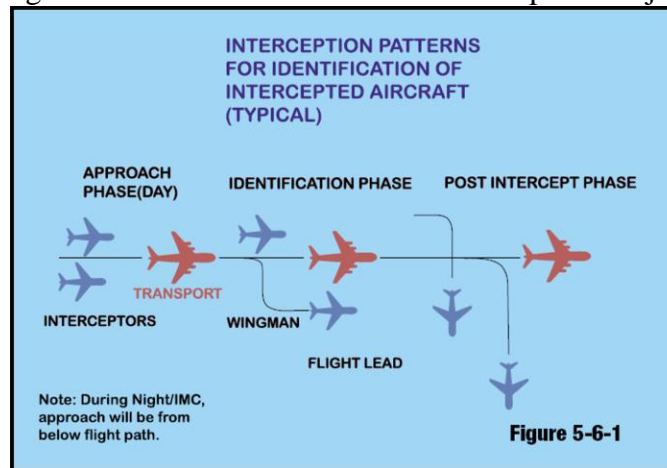 INTERCEPTION PATTERNS
FOR IDENTIFICATION OF
INTERCEPTED AIRCRAFT
(TYPICAL)
APPROACH
PHASE(DAY)
IDENTIFICATION PHASE
POST INTERCEPT PHASE
TRANSPORT
INTERCEPTORS
WINGMAN
FLIGHT LEAD
Note: During Night/IMC,
approach will be from
below flight path.
Figure 5-6-1